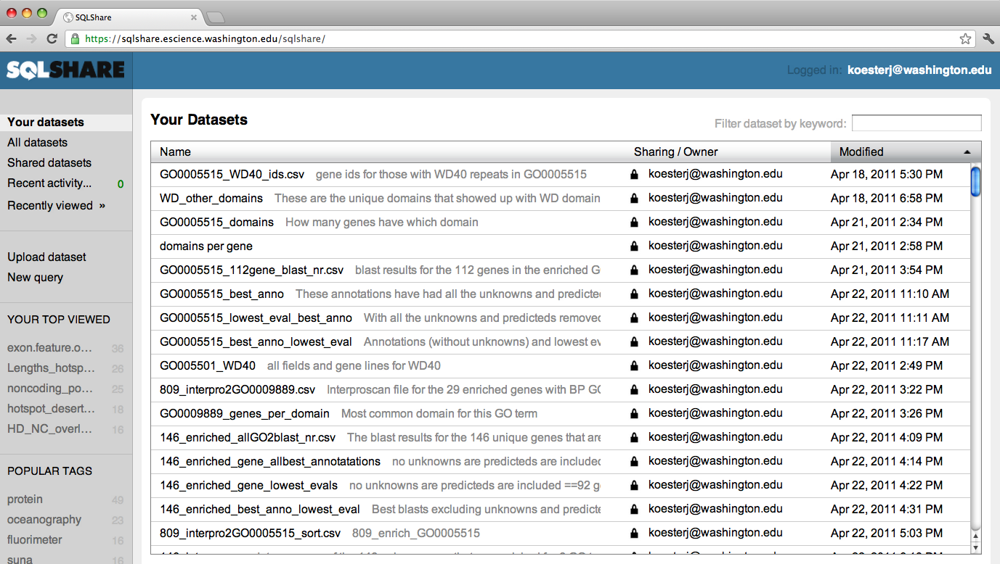 SQLShare
https://sqlshare.escience.washington.edu/sqlshare/
SQLSHARE
Logged in: koesterj@washington.edu
Your datasets
All datasets
Shared datasets
Recent activity... 0
Recently viewed »
Upload dataset
New query
YOUR TOP VIEWED
exon.feature.o... 36
Lengths_hotsp... 26
noncoding_po... 25
hotspot_desert... 18
HD_NC_overl... 16
POPULAR TAGS
protein 49
oceanography 23
fluorimeter 16
suna 16
Your Datasets
Filter dataset by keyword:
Name Sharing / Owner Modified
GO0005515_WD40_ids.csv gene ids for those with WD40 repeats in GO0005515 koesterj@washington.edu Apr 18, 2011 5:30 PM
WD_other_domains These are the unique domains that showed up with WD domain koesterj@washington.edu Apr 18, 2011 6:58 PM
GO0005515_domains How many genes have which domain koesterj@washington.edu Apr 21, 2011 2:34 PM
domains per gene koesterj@washington.edu Apr 21, 2011 2:58 PM
GO0005515_112gene_blast_nr.csv blast results for the 112 genes in the enriched G koesterj@washington.edu Apr 21, 2011 3:54 PM
GO0005515_best_anno These annotations have had all the unknowns and predicte koesterj@washington.edu Apr 22, 2011 11:10 AM
GO0005515_lowest_eval_best_anno With all the unknowns and predicteds removed koesterj@washington.edu Apr 22, 2011 11:11 AM
GO0005515_best_anno_lowest_eval Annotations (without unknowns) and lowest ev koesterj@washington.edu Apr 22, 2011 11:17 AM
GO005501_WD40 all fields and gene lines for WD40 koesterj@washington.edu Apr 22, 2011 2:49 PM
809_interpro2GO0009889.csv Interproscan file for the 29 enriched genes with BP GO koesterj@washington.edu Apr 22, 2011 3:22 PM
GO0009889_genes_per_domain Most common domain for this GO term koesterj@washington.edu Apr 22, 2011 3:26 PM
146_enriched_allGO2blast_nr.csv The blast results for the 146 unique genes that are koesterj@washington.edu Apr 22, 2011 4:09 PM
146_enriched_gene_allbest_annotatations no unknowns are predicteds are include koesterj@washington.edu Apr 22, 2011 4:14 PM
146_enriched_gene_lowest_evals no unknowns are predicteds are included ==92 g koesterj@washington.edu Apr 22, 2011 4:22 PM
146_enriched_best_anno_lowest_eval Best blasts excluding unknowns and predicte koesterj@washington.edu Apr 22, 2011 4:31 PM
809_interpro2GO0005515_sort.csv 809_enrich_GO0005515 koesterj@washington.edu Apr 22, 2011 5:03 PM